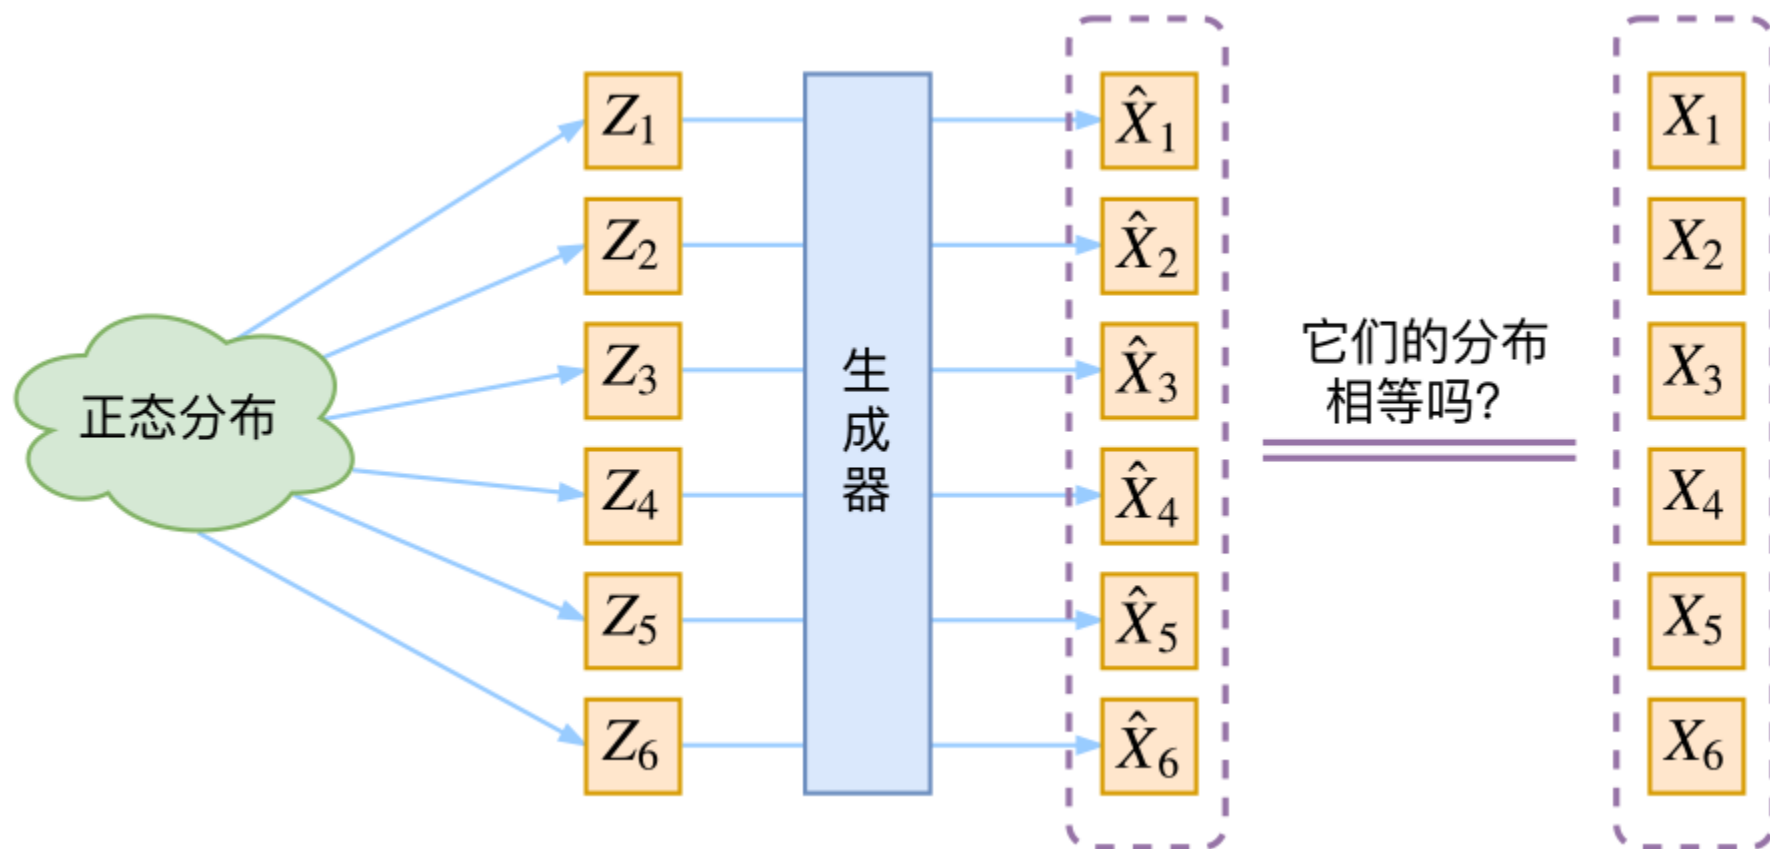 正态分布
Z₁
Z₂
Z₃
Z₄
Z₅
Z₆
生
成
器
X̂₁
X̂₂
X̂₃
X̂₄
X̂₅
X̂₆
它们的分布
相等吗?
X₁
X₂
X₃
X₄
X₅
X₆